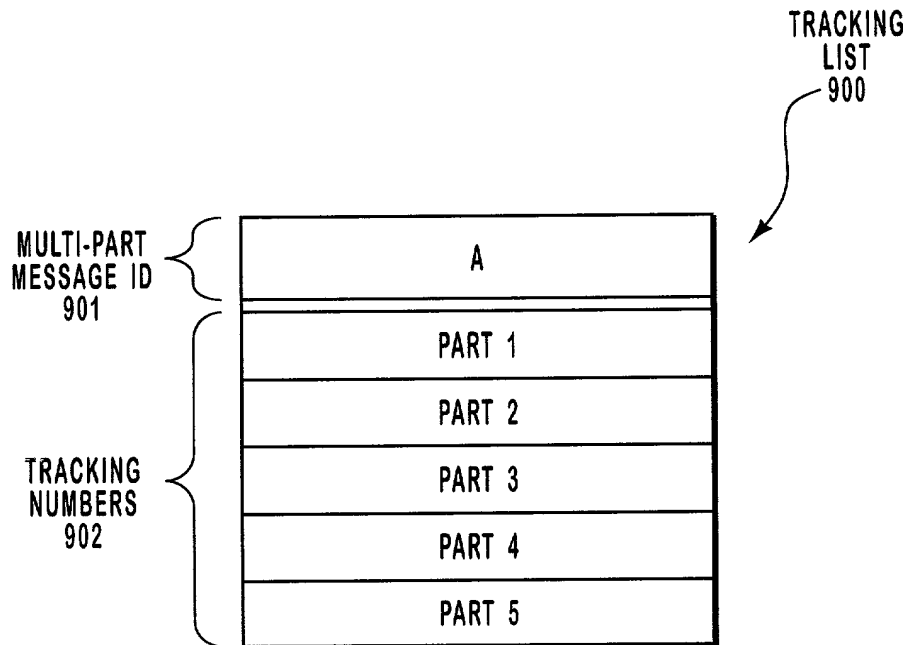 TRACKING
LIST
900
MULTI-PART
MESSAGE ID
901
A
TRACKING
NUMBERS
902
PART 1
PART 2
PART 3
PART 4
PART 5